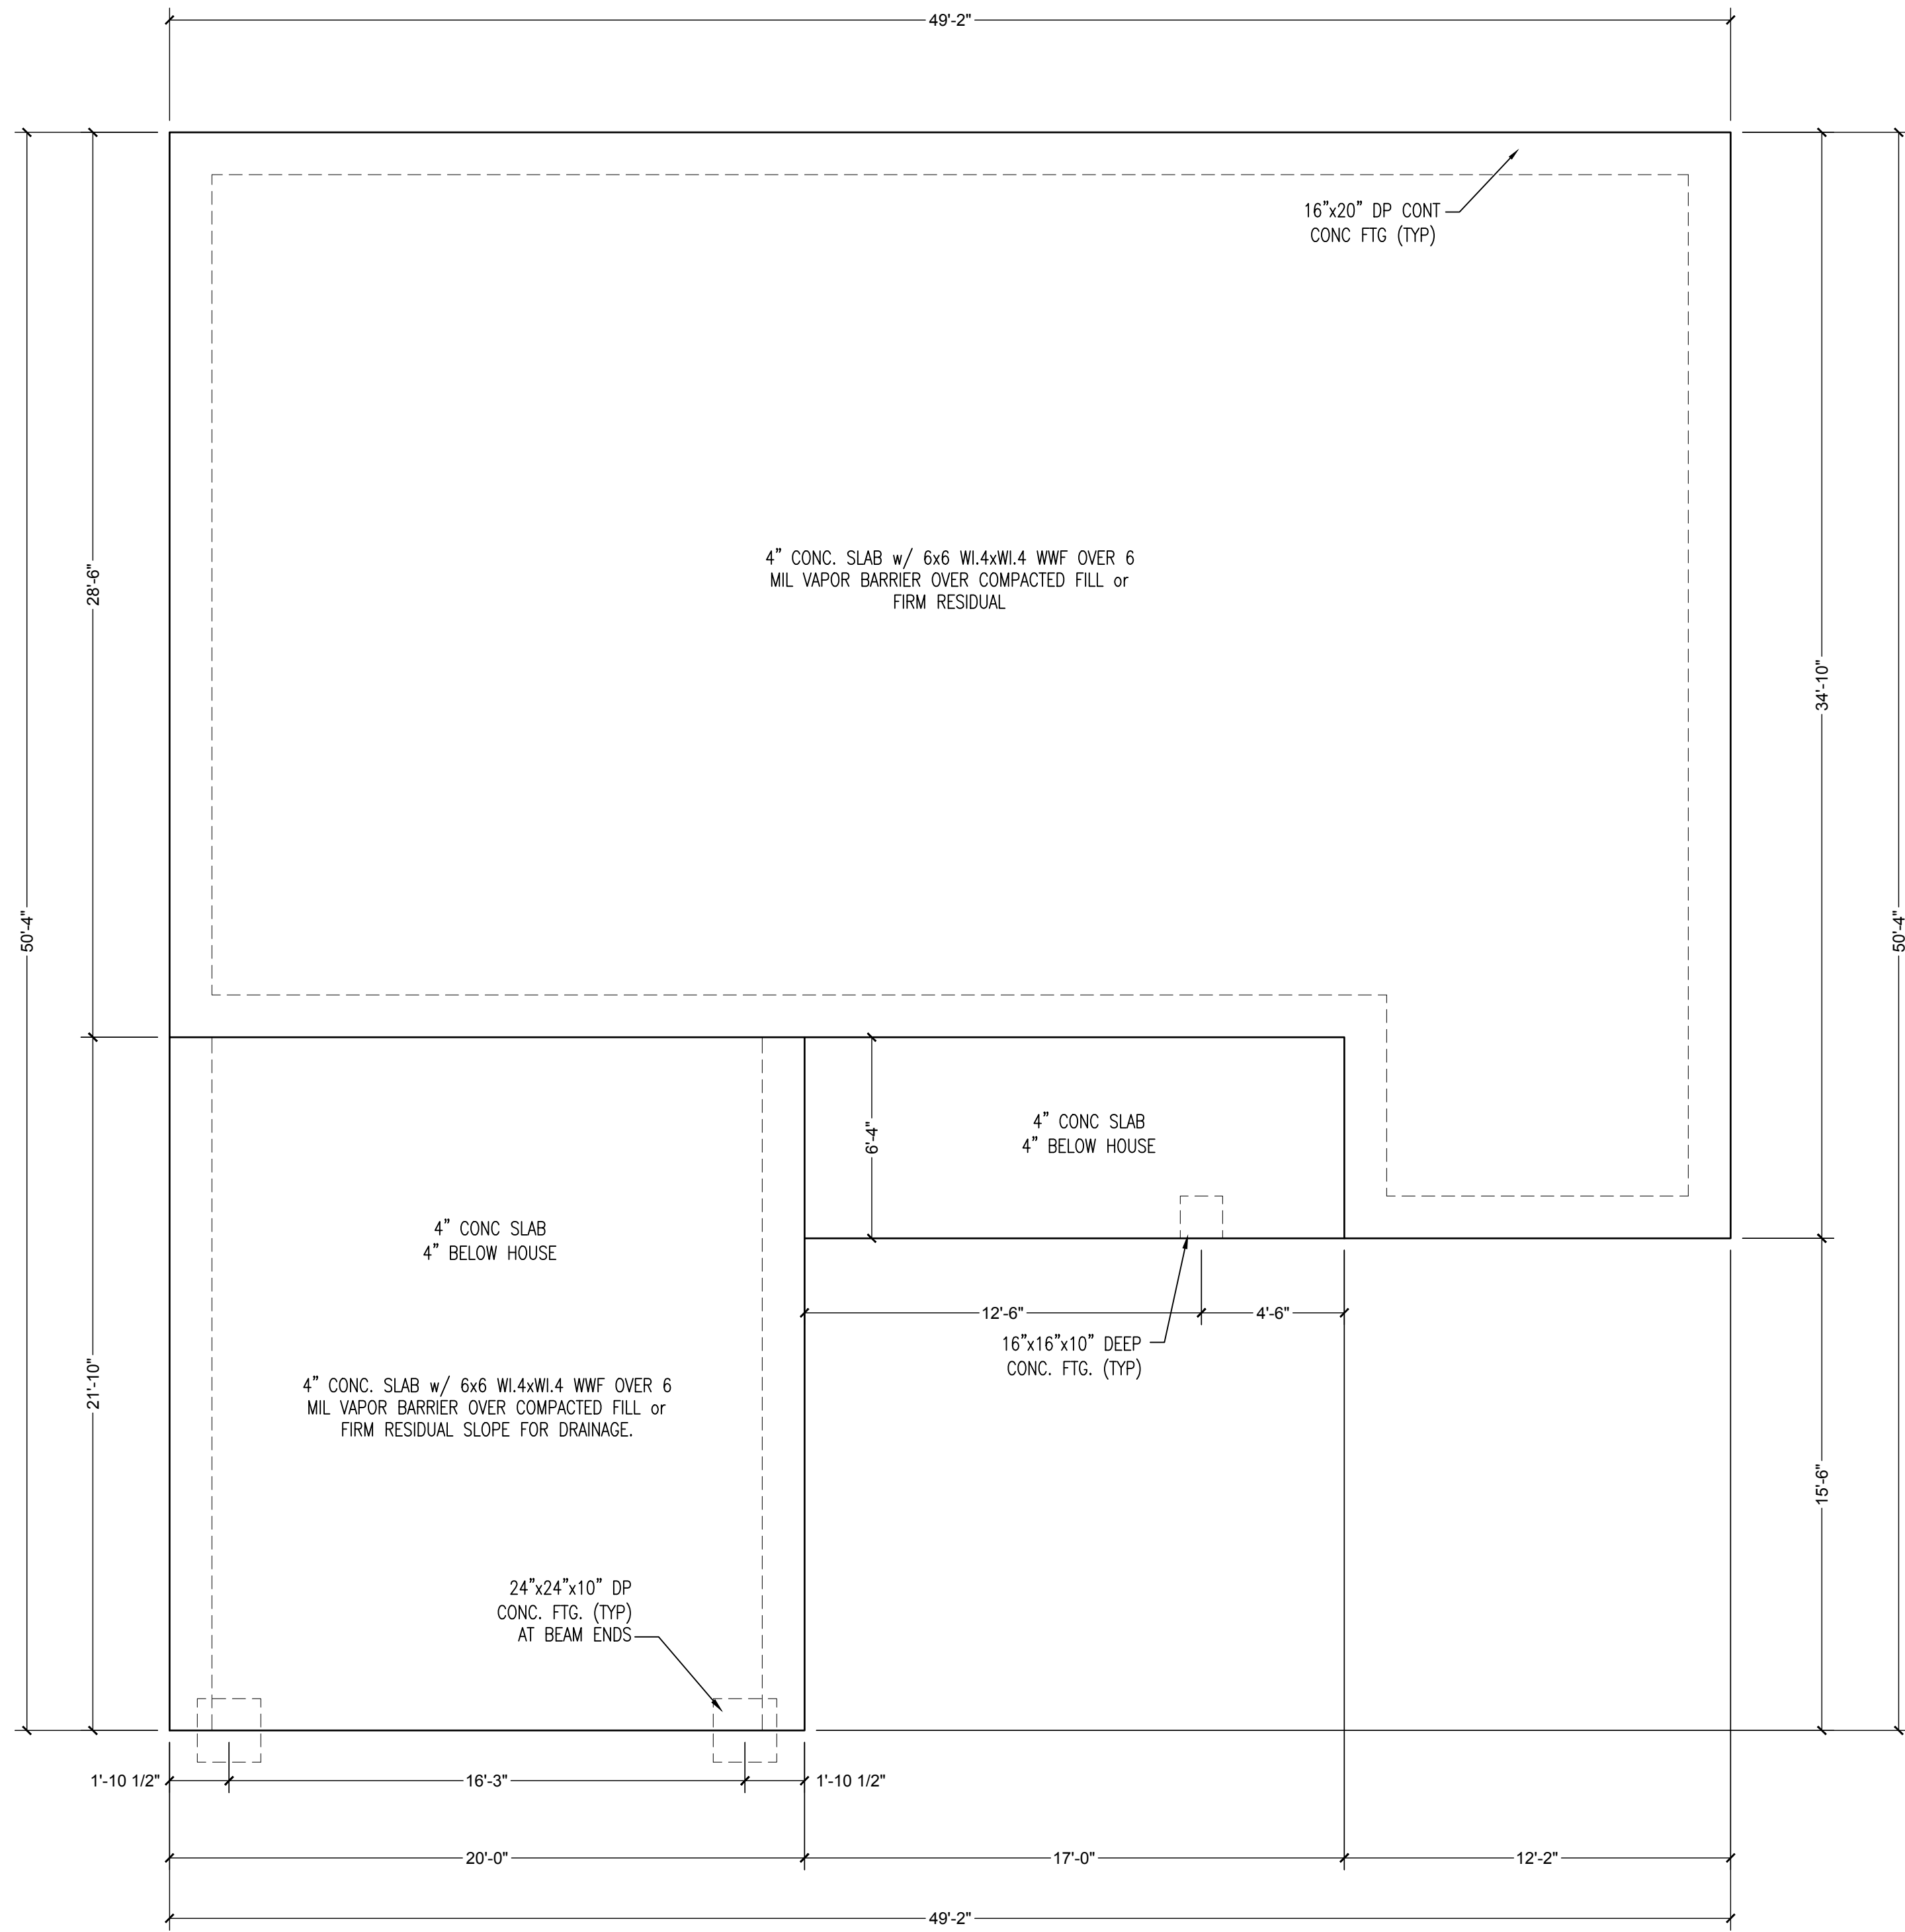 49'-2"
16”x20” DP CONT
CONC FTG (TYP)
4” CONC. SLAB w/ 6x6 WI.4xWI.4 WWF OVER 6
MIL VAPOR BARRIER OVER COMPACTED FILL or
FIRM RESIDUAL
28'-6"
34'-10"
50'-4"
50'-4"
6'-4"
4” CONC SLAB
4” BELOW HOUSE
4” CONC SLAB
4” BELOW HOUSE
12'-6"
4'-6"
16”x16”x10” DEEP
CONC. FTG. (TYP)
21'-10"
4” CONC. SLAB w/ 6x6 WI.4xWI.4 WWF OVER 6
MIL VAPOR BARRIER OVER COMPACTED FILL or
FIRM RESIDUAL SLOPE FOR DRAINAGE.
15'-6"
24”x24”x10” DP
CONC. FTG. (TYP)
AT BEAM ENDS
1'-10 1/2"
16'-3"
1'-10 1/2"
20'-0"
17'-0"
12'-2"
49'-2"